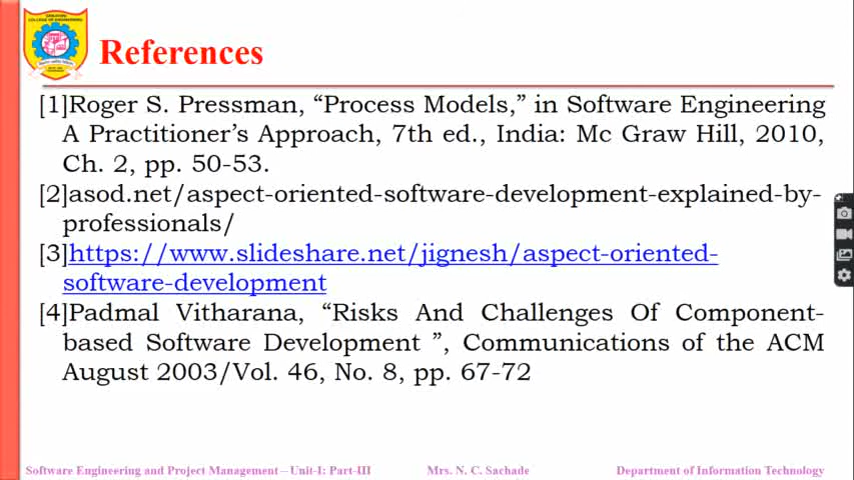 References
[1]Roger S. Pressman, “Process Models,” in Software Engineering
A Practitioner’s Approach, 7th ed., India: Mc Graw Hill, 2010,
Ch. 2, pp. 50-53.
[2]asod.net/aspect-oriented-software-development-explained-by-
professionals/
[3]https://www.slideshare.net/jignesh/aspect-oriented-
software-development
[4]Padmal Vitharana, “Risks And Challenges Of Component-
based Software Development ”, Communications of the ACM
August 2003/Vol. 46, No. 8, pp. 67-72
Software Engineering and Project Management – Unit-I: Part-III Mrs. N. C. Sachade Department of Information Technology